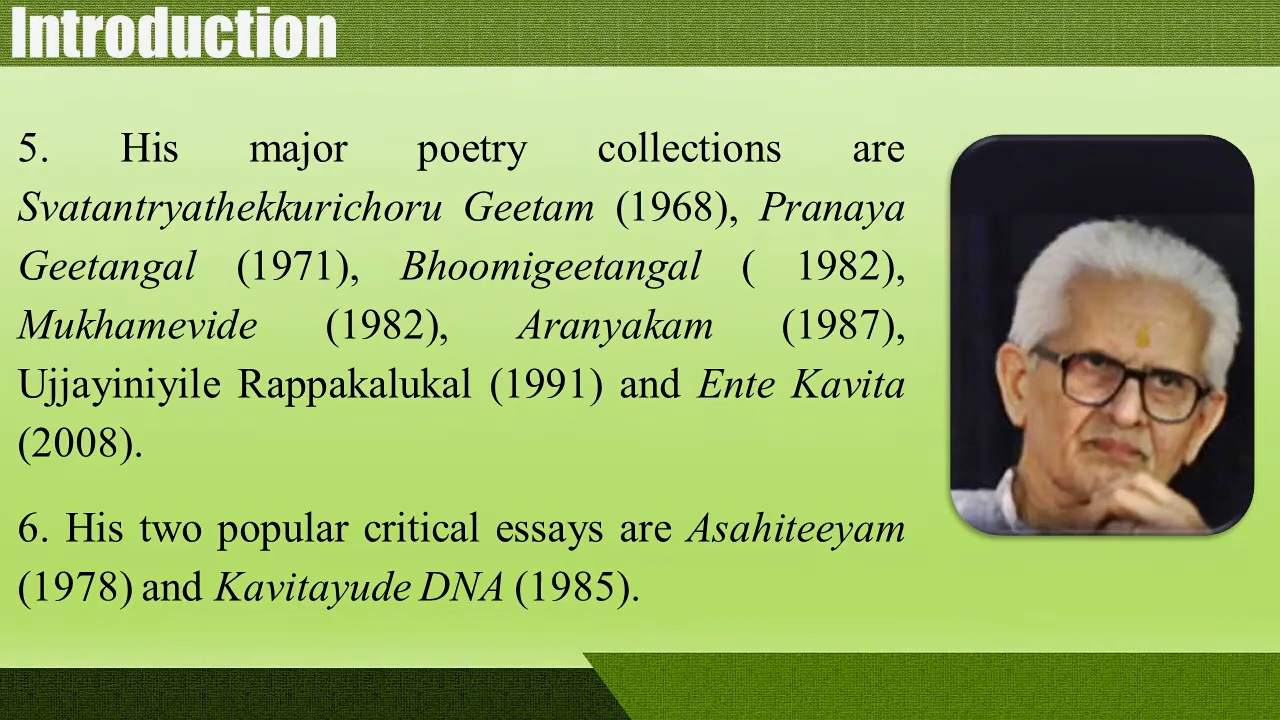 Introduction
5. His major poetry collections are
Svatantryathekkurichoru Geetam (1968), Pranaya
Geetangal (1971), Bhoomigeetangal ( 1982),
Mukhamevide (1982), Aranyakam (1987),
Ujjayiniyile Rappakalukal (1991) and Ente Kavita
(2008).
6. His two popular critical essays are Asahiteeyam
(1978) and Kavitayude DNA (1985).